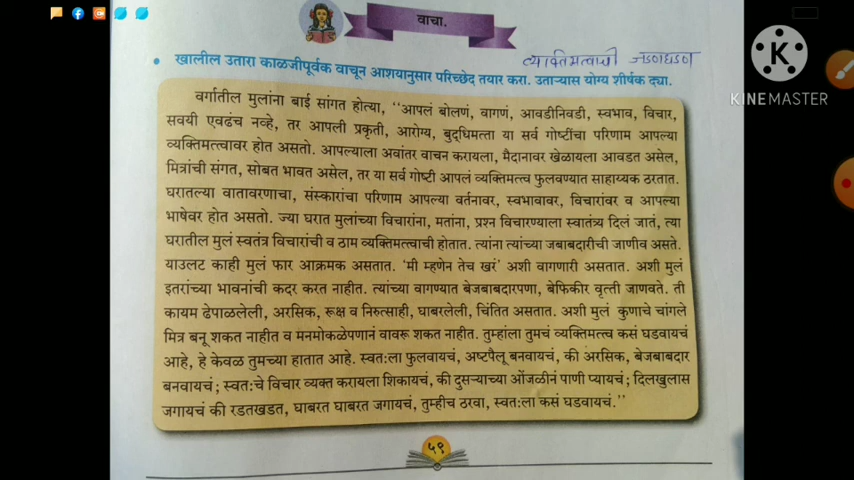 वाचा.
व्यक्तिमत्वाची जडणघडण
• खालील उतारा काळजीपूर्वक वाचून आशयानुसार परिच्छेद तयार करा. उताऱ्यास योग्य शीर्षक द्या.
वर्गातील मुलांना बाई सांगत होत्या, ‘‘आपलं बोलणं, वागणं, आवडीनिवडी, स्वभाव, विचार,
सवयी एवढंच नव्हे, तर आपली प्रकृती, आरोग्य, बुद्धिमत्ता या सर्व गोष्टींचा परिणाम आपल्या
व्यक्तिमत्त्वावर होत असतो. आपल्याला अवांतर वाचन करायला, मैदानावर खेळायला आवडत असेल,
मित्रांची संगत, सोबत भावत असेल, तर या सर्व गोष्टी आपलं व्यक्तिमत्व फुलवण्यात साहाय्यक ठरतात.
घरातल्या वातावरणाचा, संस्कारांचा परिणाम आपल्या वर्तनावर, स्वभावावर, विचारांवर व आपल्या
भाषेवर होत असतो. ज्या घरात मुलांच्या विचारांना, मतांना, प्रश्न विचारण्याला स्वातंत्र्य दिलं जातं, त्या
घरातील मुलं स्वतंत्र विचारांची व ठाम व्यक्तिमत्वाची होतात. त्यांना त्यांच्या जबाबदारीची जाणीव असते.
याउलट काही मुलं फार आक्रमक असतात. ‘मी म्हणेन तेच खरं’ अशी वागणारी असतात. अशी मुलं
इतरांच्या भावनांची कदर करत नाहीत. त्यांच्या वागण्यात बेजबाबदारपणा, बेफिकीर वृत्ती जाणवते. ती
कायम ढेपाळलेली, अरसिक, रूक्ष व निरुत्साही, घाबरलेली, चिंतित असतात. अशी मुलं कुणाचे चांगले
मित्र बनू शकत नाहीत व मनमोकळेपणानं वावरू शकत नाहीत. तुम्हांला तुमचं व्यक्तिमत्त्व कसं घडवायचं
आहे, हे केवळ तुमच्या हातात आहे. स्वत:ला फुलवायचं, अष्टपैलू बनवायचं, की अरसिक, बेजबाबदार
बनवायचं ; स्वत:चे विचार व्यक्त करायला शिकायचं, की दुसऱ्याच्या ओंजळीनं पाणी प्यायचं ; दिलखुलास
जगायचं की रडतखडत, घाबरत घाबरत जगायचं, तुम्हीच ठरवा, स्वत:ला कसं घडवायचं.’’
५९
KINEMASTER